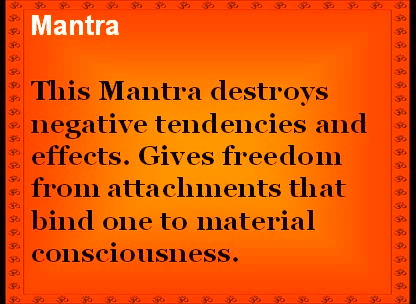 Mantra
This Mantra destroys
negative tendencies and
effects. Gives freedom
from attachments that
bind one to material
consciousness.